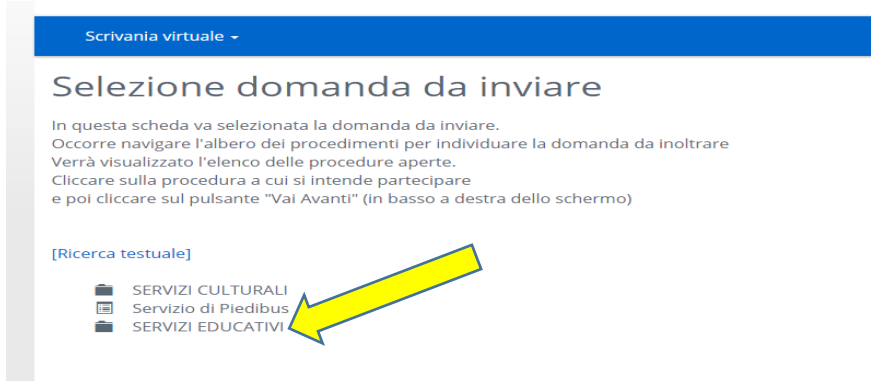 Scrivania virtuale
Selezione domanda da inviare
In questa scheda va selezionata la domanda da inviare.
Occorre navigare l'albero dei procedimenti per individuare la domanda da inoltrare
Verrà visualizzato l'elenco delle procedure aperte.
Cliccare sulla procedura a cui si intende partecipare
e poi cliccare sul pulsante "Vai Avanti" (in basso a destra dello schermo)
[Ricerca testuale]
SERVIZI CULTURALI
Servizio di Piedibus
SERVIZI EDUCATIVI